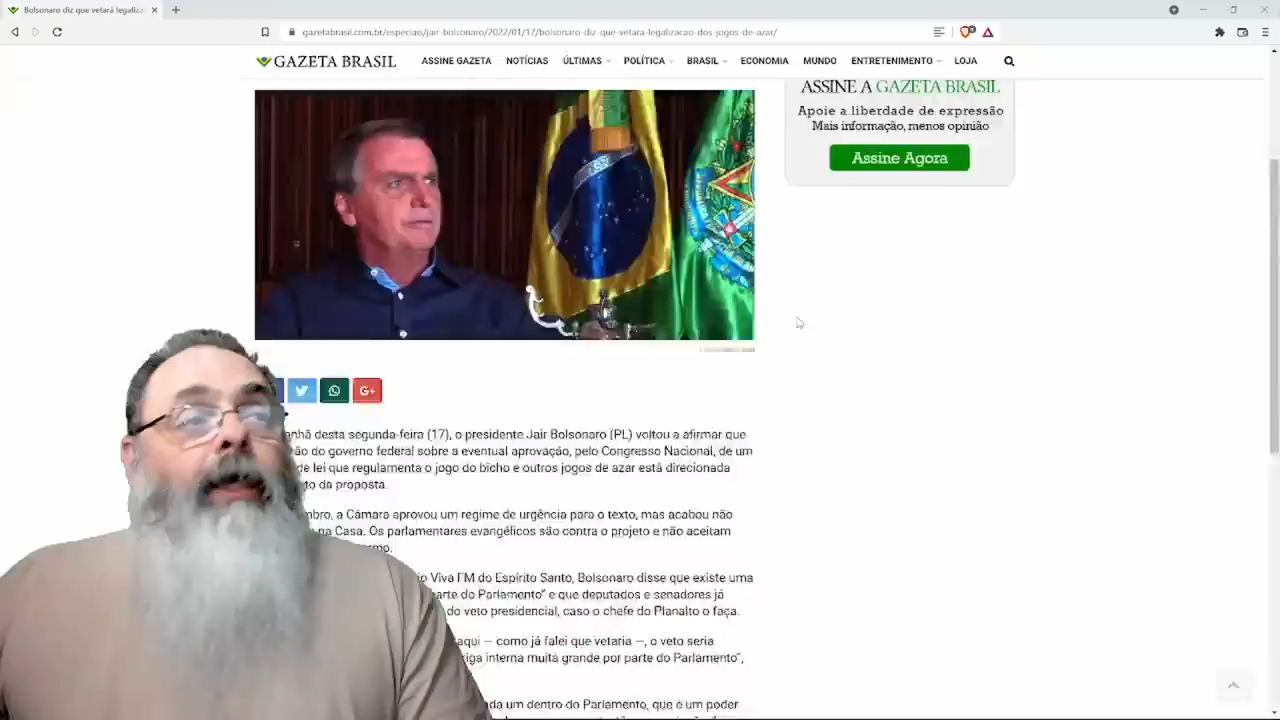 Bolsonaro diz que vetará legaliza
gazetabrasil.com.br/especiais/jair-bolsonaro/2022/01/17/bolsonaro-diz-que-vetara-legalizacao-dos-jogos-de-azar/
GAZETA BRASIL
ASSINE GAZETA NOTÍCIAS ÚLTIMAS POLÍTICA BRASIL ECONOMIA MUNDO ENTRETENIMENTO LOJA
ASSINE A GAZETA BRASIL
Apoie a liberdade de expressão
Mais informação, menos opinião
Assine Agora
G+
desta segunda-feira (17), o presidente Jair Bolsonaro (PL) voltou a afirmar que
do governo federal sobre a eventual aprovação, pelo Congresso Nacional, de um
de lei que regulamenta o jogo do bicho e outros jogos de azar está direcionada
da proposta.
a Câmara aprovou um regime de urgência para o texto, mas acabou não
na Casa. Os parlamentares evangélicos são contra o projeto e não aceitam
Viva FM do Espírito Santo, Bolsonaro disse que existe uma
do Parlamento" e que deputados e senadores já
do veto presidencial, caso o chefe do Planalto o faça.
aqui — como já falei que vetaria —, o veto seria
interna muita grande por parte do Parlamento",
um dentro do Parlamento, que é um poder